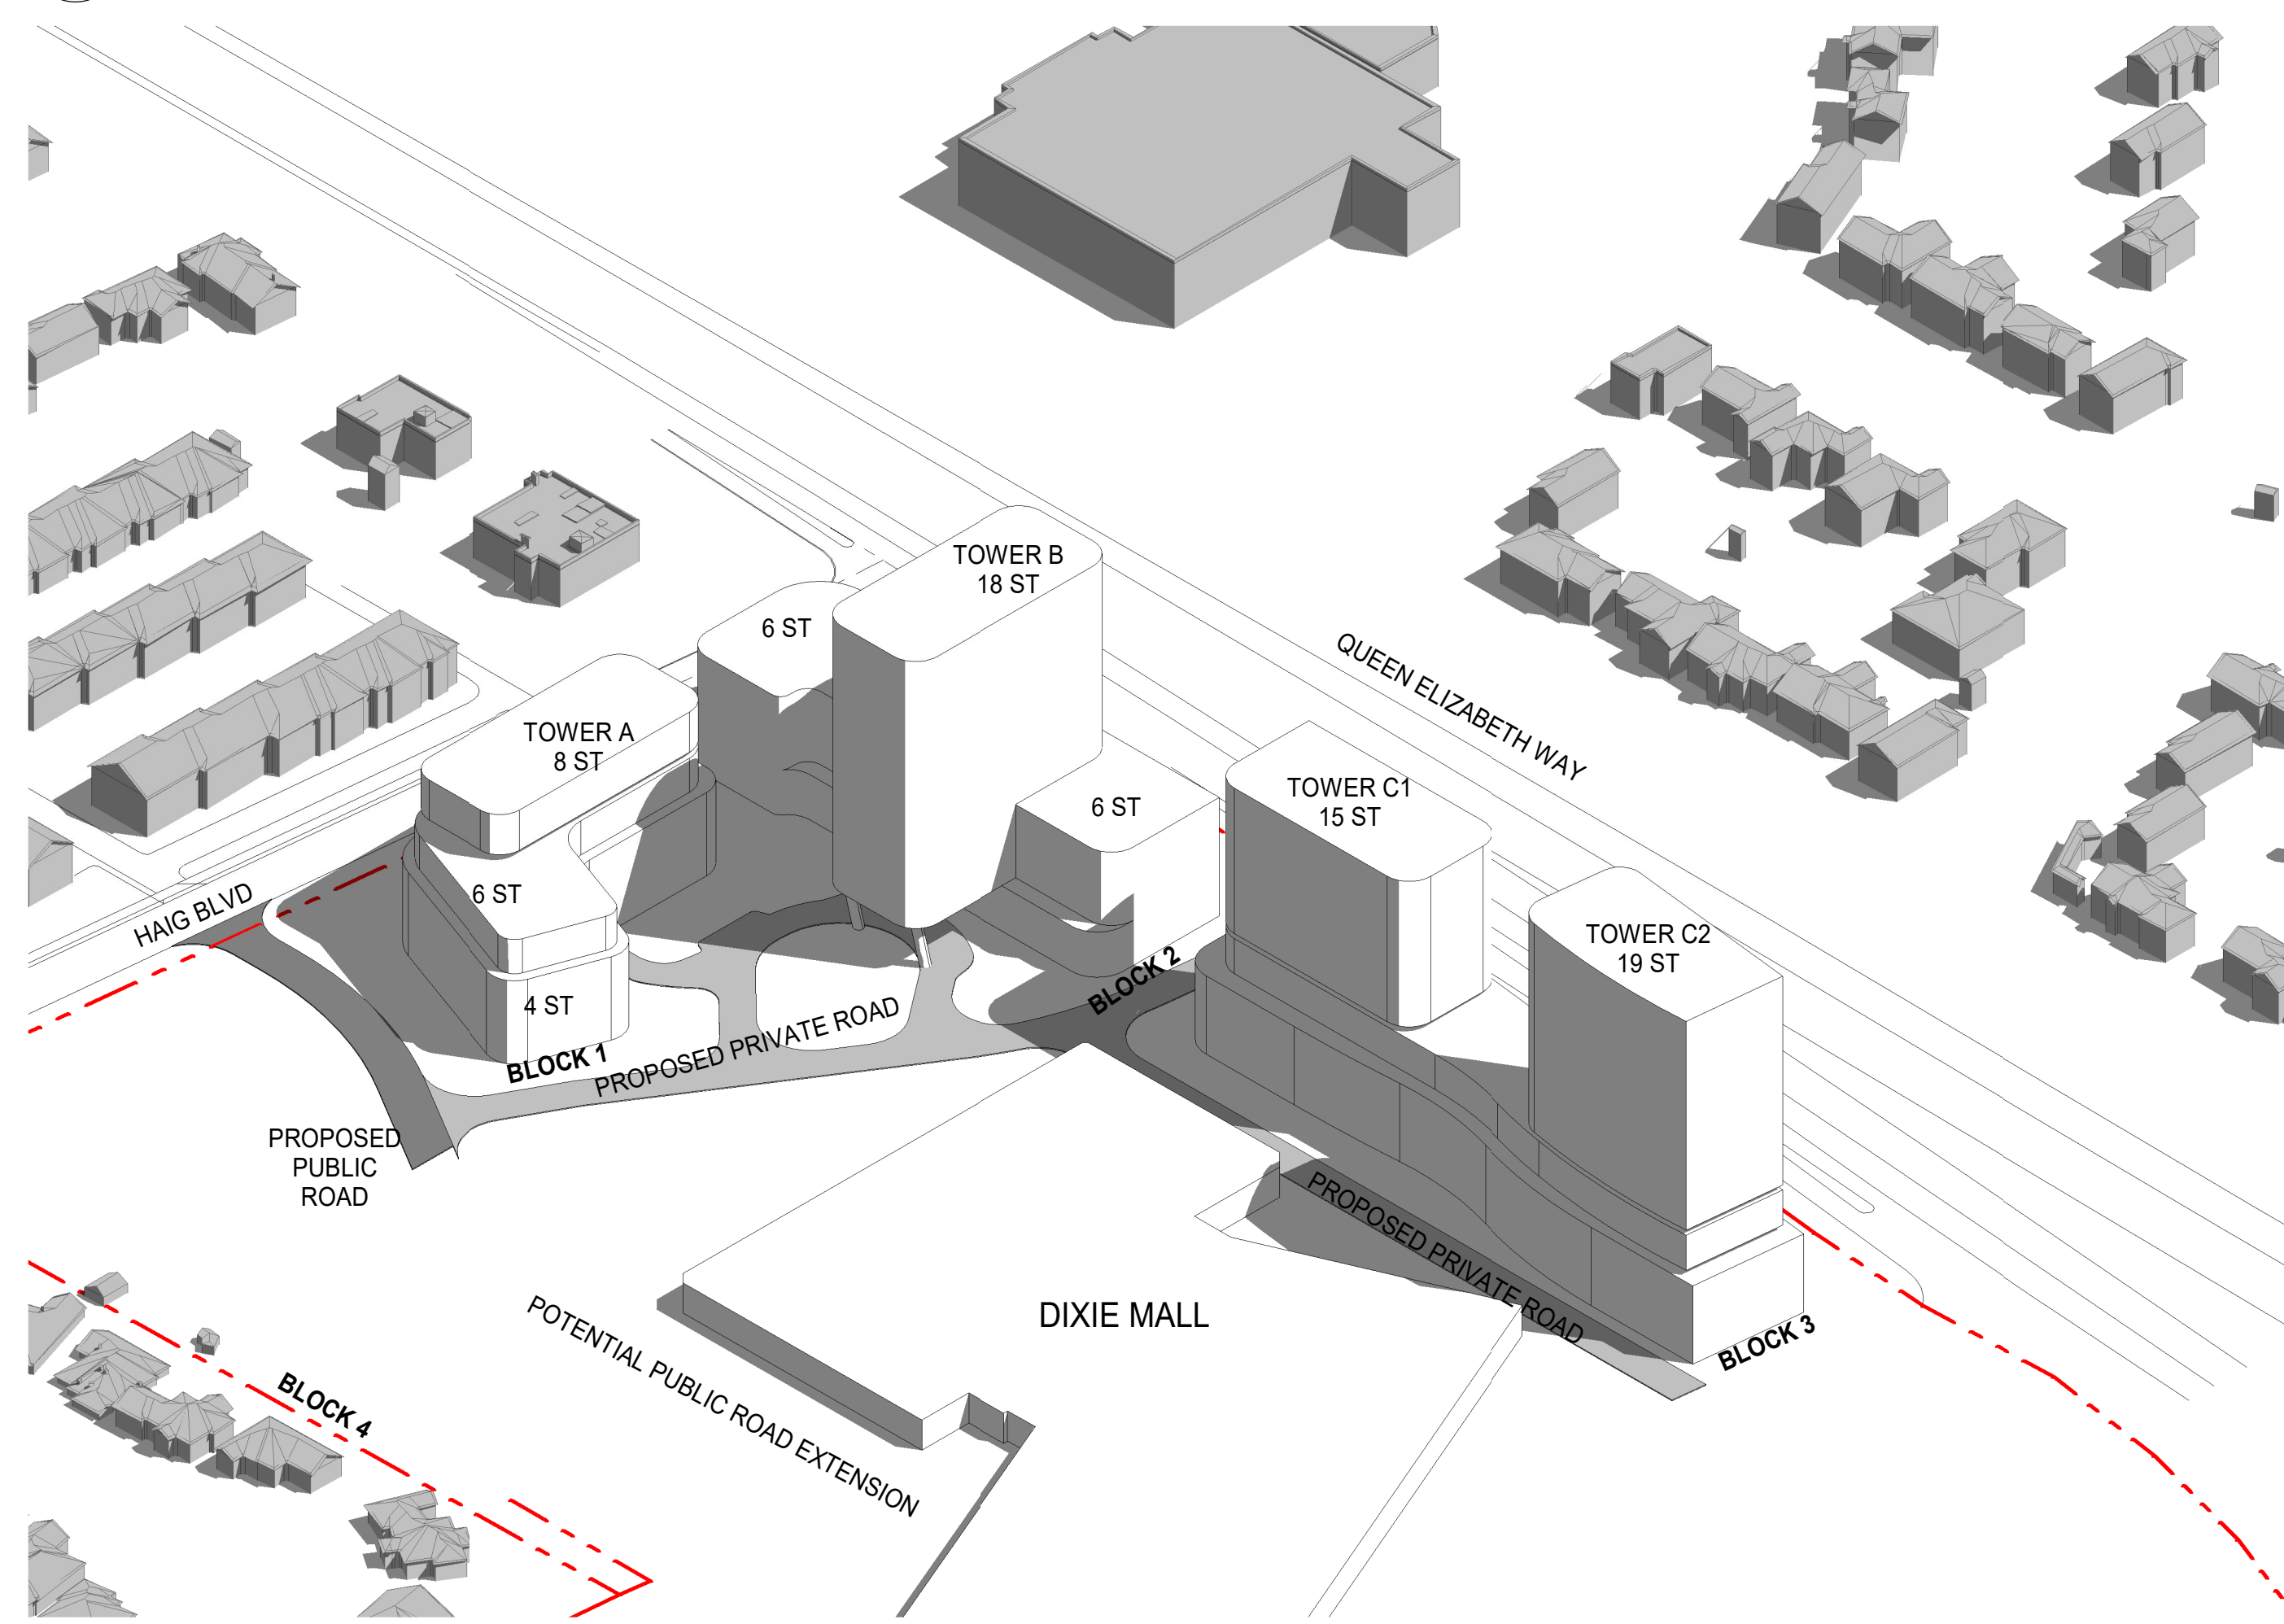 TOWER B
18 ST
6 ST
QUEEN ELIZABETH WAY
TOWER A
8 ST
6 ST
TOWER C1
15 ST
6 ST
HAIG BLVD
TOWER C2
19 ST
4 ST
BLOCK 2
BLOCK 1
PROPOSED PRIVATE ROAD
PROPOSED
PUBLIC
ROAD
PROPOSED PRIVATE ROAD
DIXIE MALL
BLOCK 3
POTENTIAL PUBLIC ROAD EXTENSION
BLOCK 4